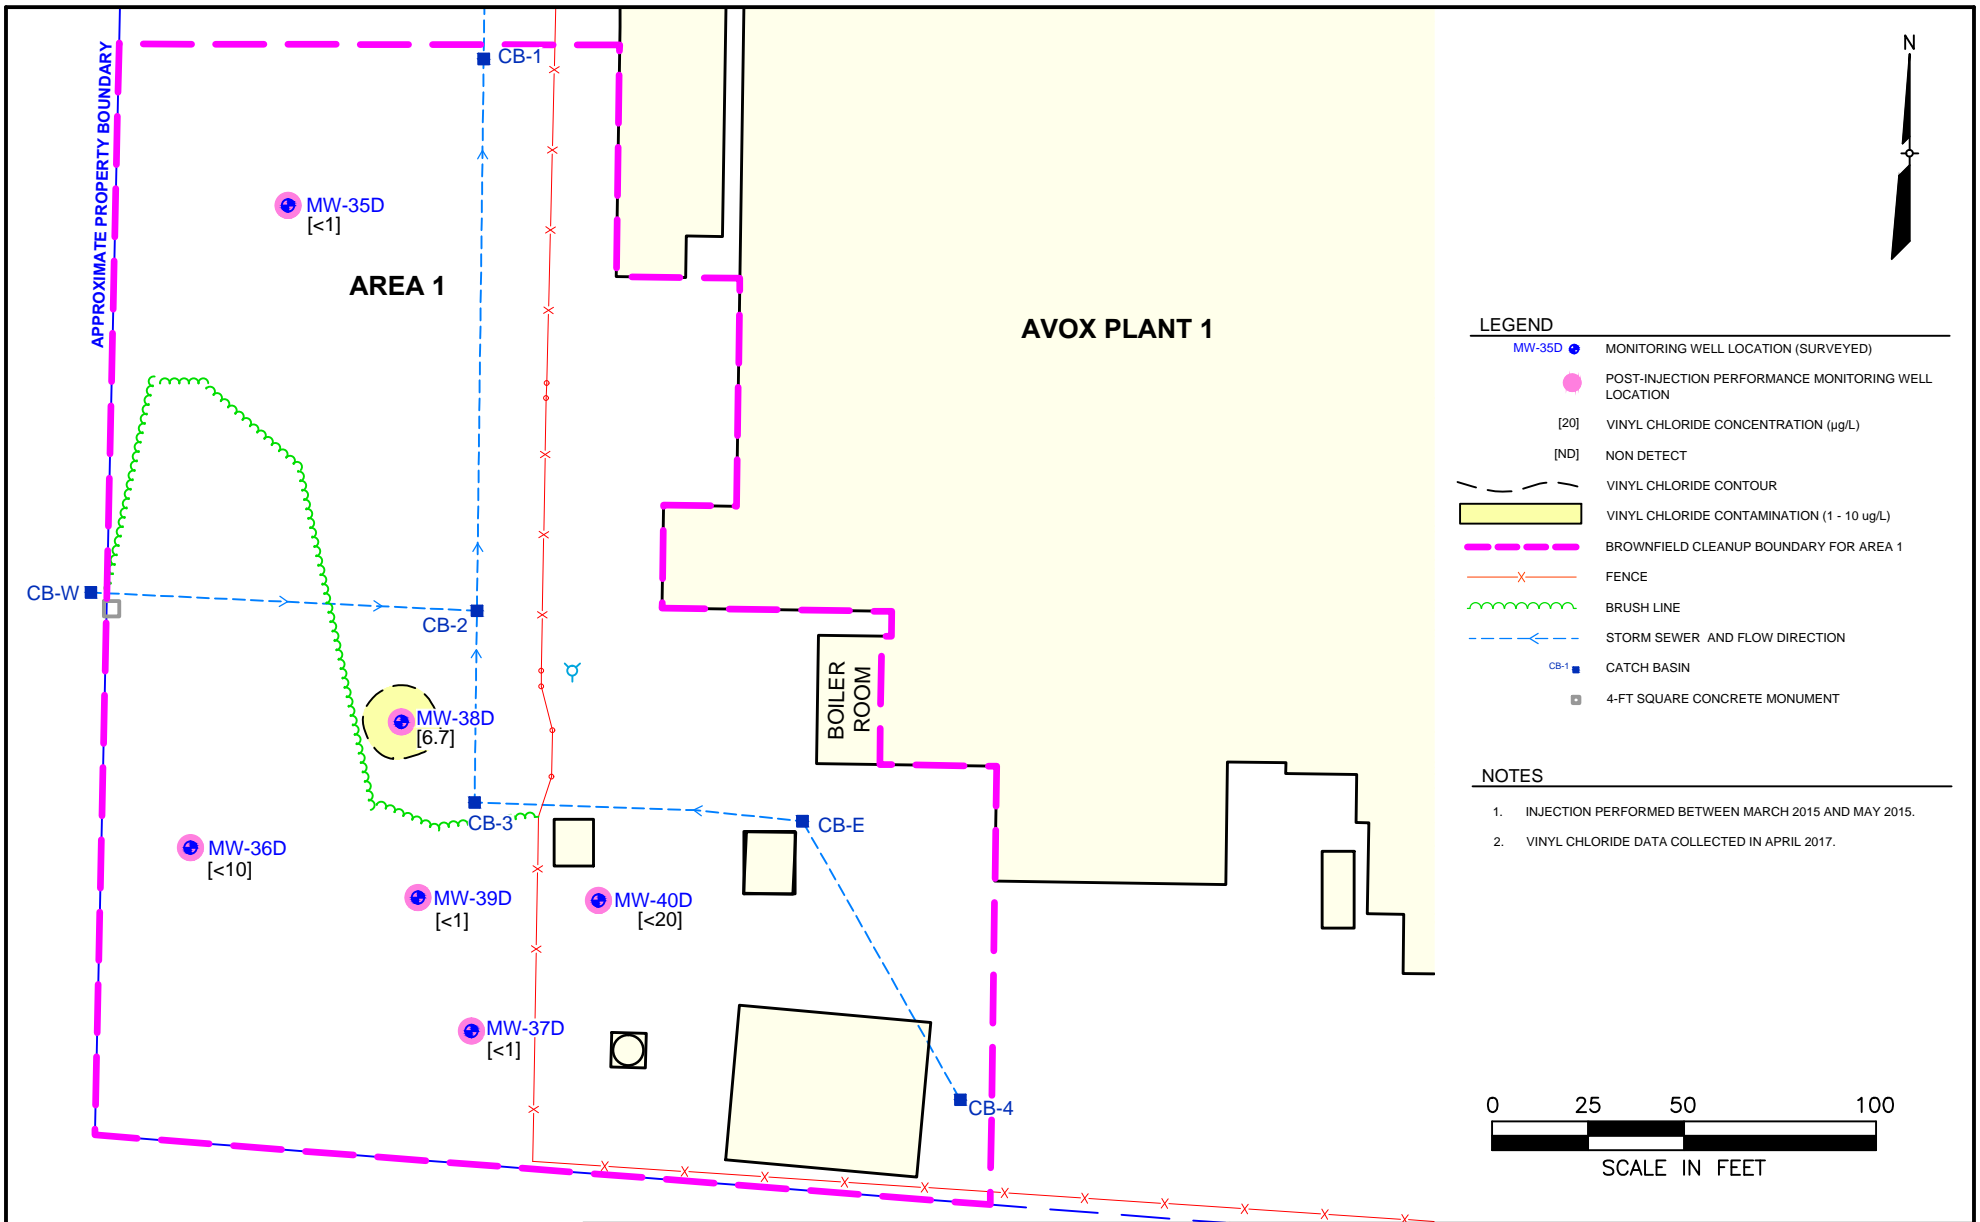 CB-1
N
APPROXIMATE PROPERTY BOUNDARY
MW-35D
[<1]
AREA 1
AVOX PLANT 1
CB-W
CB-2
BOILER
ROOM
MW-38D
[6.7]
CB-3
CB-E
MW-36D
[<10]
MW-39D
[<1]
MW-40D
[<20]
MW-37D
[<1]
CB-4
LEGEND
MW-35D MONITORING WELL LOCATION (SURVEYED)
POST-INJECTION PERFORMANCE MONITORING WELL
LOCATION
[20] VINYL CHLORIDE CONCENTRATION (µg/L)
[ND] NON DETECT
VINYL CHLORIDE CONTOUR
VINYL CHLORIDE CONTAMINATION (1 - 10 ug/L)
BROWNFIELD CLEANUP BOUNDARY FOR AREA 1
X FENCE
BRUSH LINE
STORM SEWER AND FLOW DIRECTION
CB-1 CATCH BASIN
4-FT SQUARE CONCRETE MONUMENT
NOTES
1. INJECTION PERFORMED BETWEEN MARCH 2015 AND MAY 2015.
2. VINYL CHLORIDE DATA COLLECTED IN APRIL 2017.
0 25 50 100
SCALE IN FEET